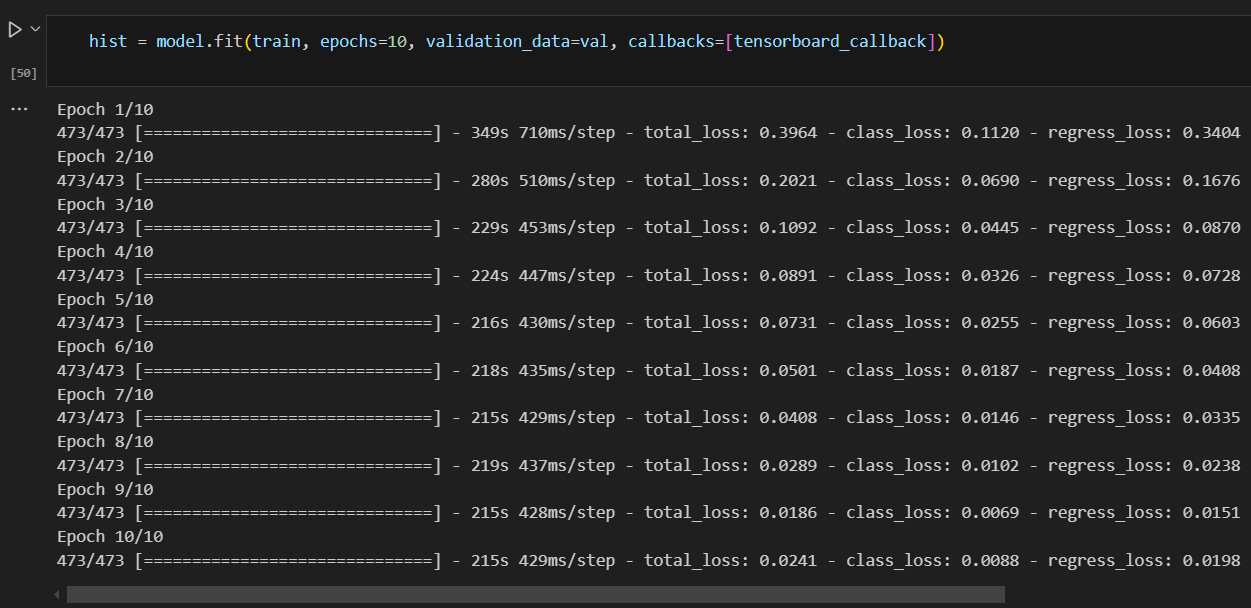 hist = model.fit(train, epochs=10, validation_data=val, callbacks=[tensorboard_callback])
[50]
...
Epoch 1/10
473/473 [==============================] - 349s 710ms/step - total_loss: 0.3964 - class_loss: 0.1120 - regress_loss: 0.3404
Epoch 2/10
473/473 [==============================] - 280s 510ms/step - total_loss: 0.2021 - class_loss: 0.0690 - regress_loss: 0.1676
Epoch 3/10
473/473 [==============================] - 229s 453ms/step - total_loss: 0.1092 - class_loss: 0.0445 - regress_loss: 0.0870
Epoch 4/10
473/473 [==============================] - 224s 447ms/step - total_loss: 0.0891 - class_loss: 0.0326 - regress_loss: 0.0728
Epoch 5/10
473/473 [==============================] - 216s 430ms/step - total_loss: 0.0731 - class_loss: 0.0255 - regress_loss: 0.0603
Epoch 6/10
473/473 [==============================] - 218s 435ms/step - total_loss: 0.0501 - class_loss: 0.0187 - regress_loss: 0.0408
Epoch 7/10
473/473 [==============================] - 215s 429ms/step - total_loss: 0.0408 - class_loss: 0.0146 - regress_loss: 0.0335
Epoch 8/10
473/473 [==============================] - 219s 437ms/step - total_loss: 0.0289 - class_loss: 0.0102 - regress_loss: 0.0238
Epoch 9/10
473/473 [==============================] - 215s 428ms/step - total_loss: 0.0186 - class_loss: 0.0069 - regress_loss: 0.0151
Epoch 10/10
473/473 [==============================] - 215s 429ms/step - total_loss: 0.0241 - class_loss: 0.0088 - regress_loss: 0.0198